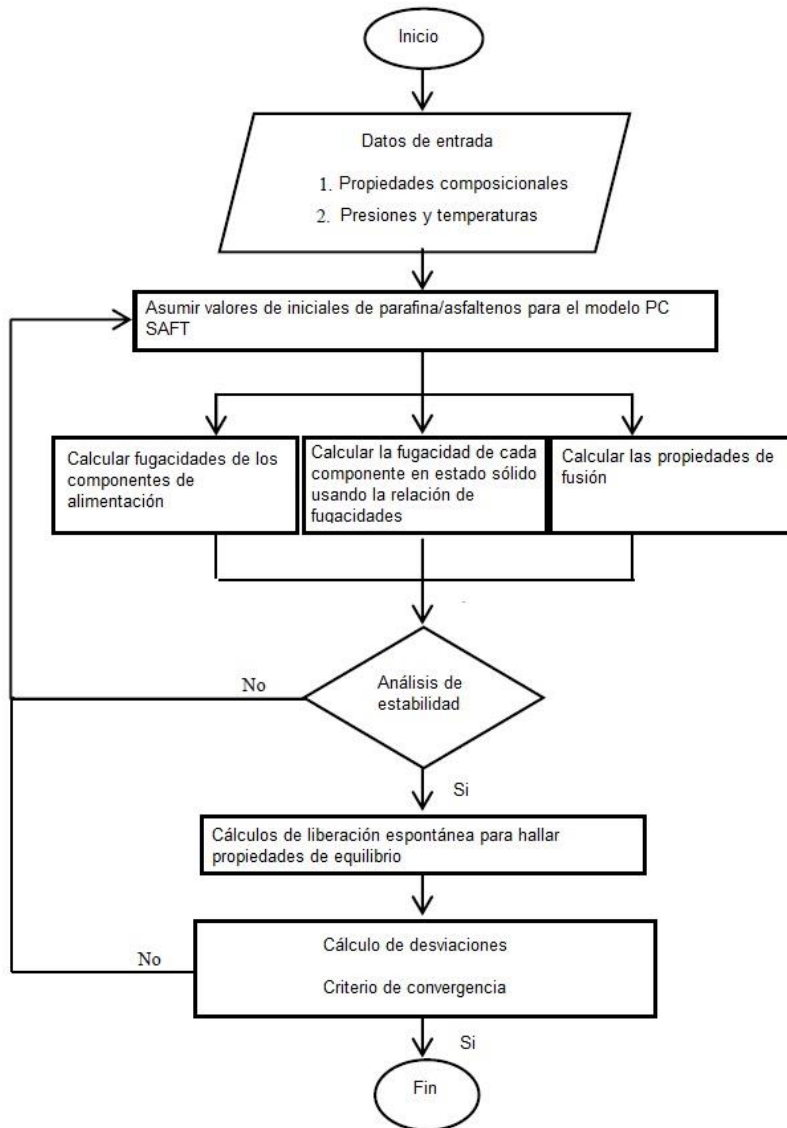 Inicio
Datos de entrada
1. Propiedades composicionales
2. Presiones y temperaturas
Asumir valores de iniciales de parafina/asfaltenos para el modelo PC
SAFT
Calcular fugacidades de los
componentes de
alimentación
Calcular la fugacidad de cada
componente en estado sólido
usando la relación de
fugacidades
Calcular las propiedades de
fusión
No
Análisis de
estabilidad
Si
Cálculos de liberación espontánea para hallar
propiedades de equilibrio
No
Cálculo de desviaciones
Criterio de convergencia
Si
Fin